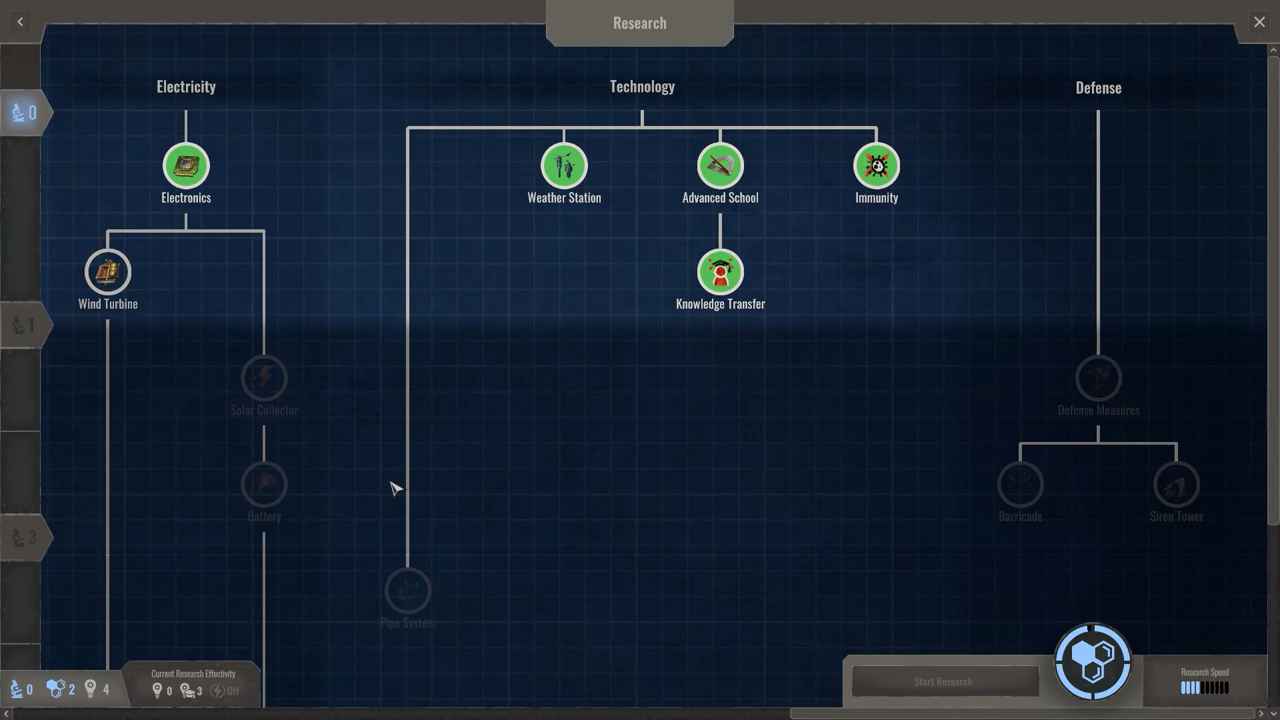 Research
Electricity
Technology
Defense
0
Electronics
Weather Station
Advanced School
Immunity
Wind Turbine
Knowledge Transfer
1
Solar Collector
Defense Measures
Battery
Barricade
Siren Tower
3
Pipe System
0 2 4
Current Research Effectivity
0 3 Off
Start Research
Research Speed